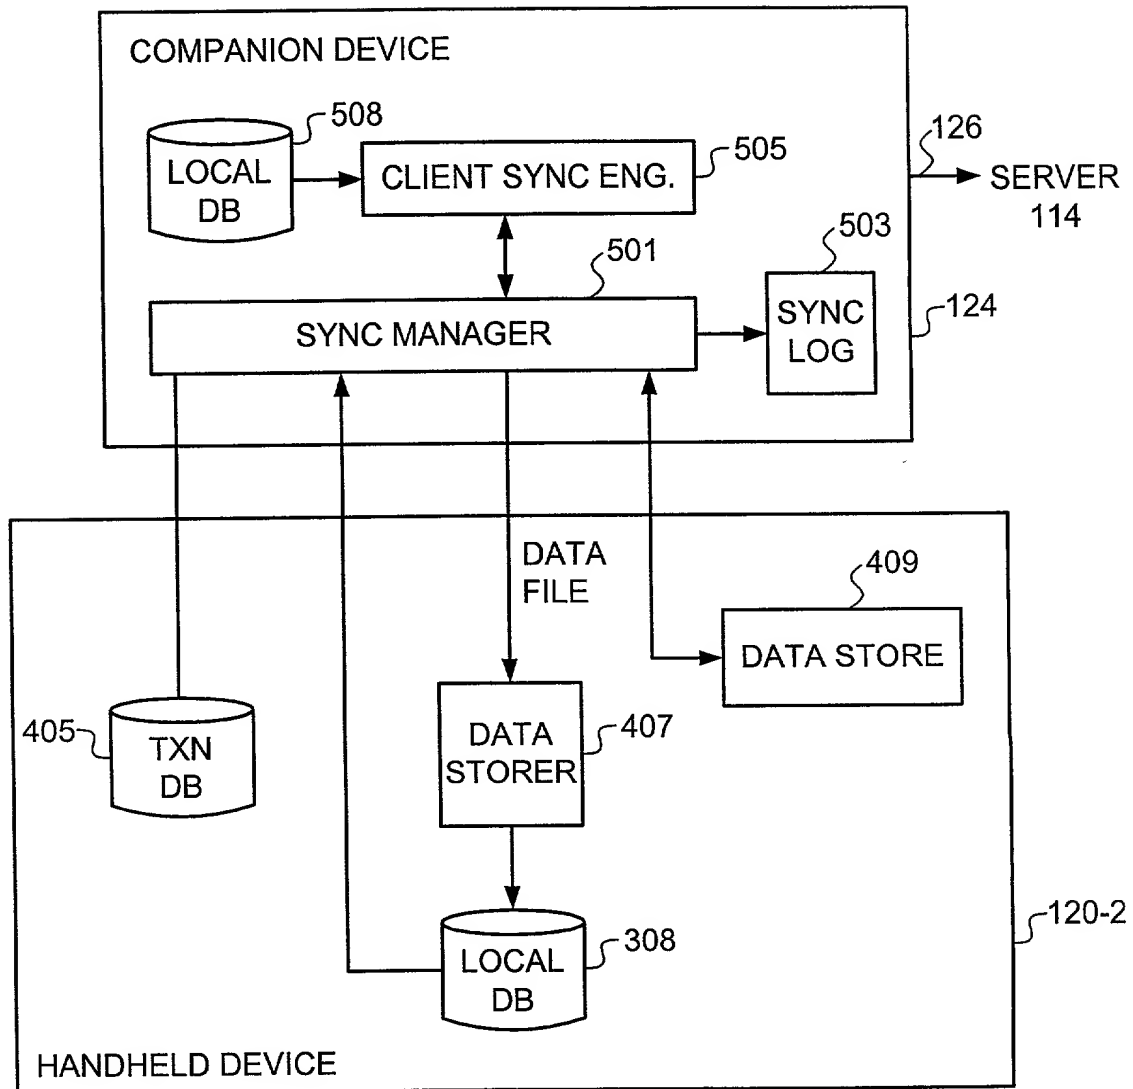 COMPANION DEVICE
508
LOCAL
DB
CLIENT SYNC ENG.
505
126
SERVER
114
503
501
SYNC MANAGER
SYNC
LOG
124
DATA
FILE
409
DATA STORE
405
TXN
DB
DATA
STORER
407
120-2
LOCAL
DB
308
HANDHELD DEVICE